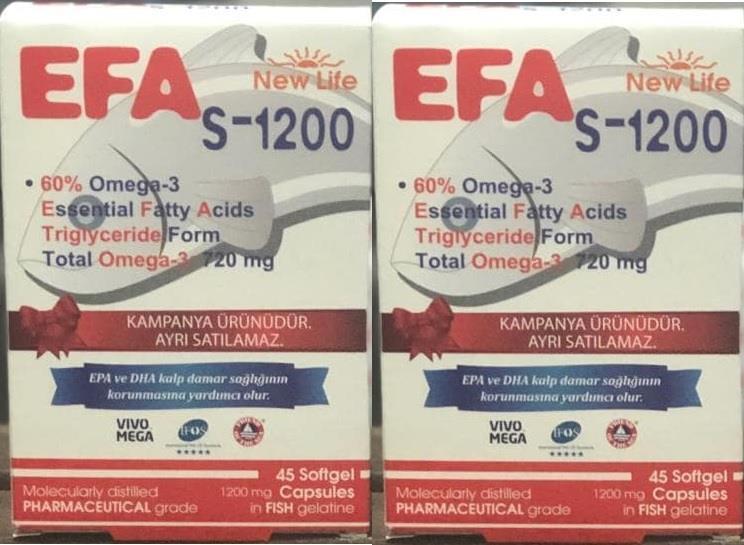 EFA
New Life
S-1200
• 60% Omega-3
Essential Fatty Acids
Triglyceride Form
Total Omega-3 720 mg
KAMPANYA ÜRÜNÜDÜR.
AYRI SATILAMAZ.
EPA ve DHA kalp damar sağlığının
korunmasına yardımcı olur.
VIVO
MEGA
IFOS
45 Softgel
1200 mg Capsules
in FISH gelatine
Molecularly distilled
PHARMACEUTICAL grade
EFA
New Life
S-1200
• 60% Omega-3
Essential Fatty Acids
Triglyceride Form
Total Omega-3 720 mg
KAMPANYA ÜRÜNÜDÜR.
AYRI SATILAMAZ.
EPA ve DHA kalp damar sağlığının
korunmasına yardımcı olur.
VIVO
MEGA
IFOS
45 Softgel
1200 mg Capsules
in FISH gelatine
Molecularly distilled
PHARMACEUTICAL grade